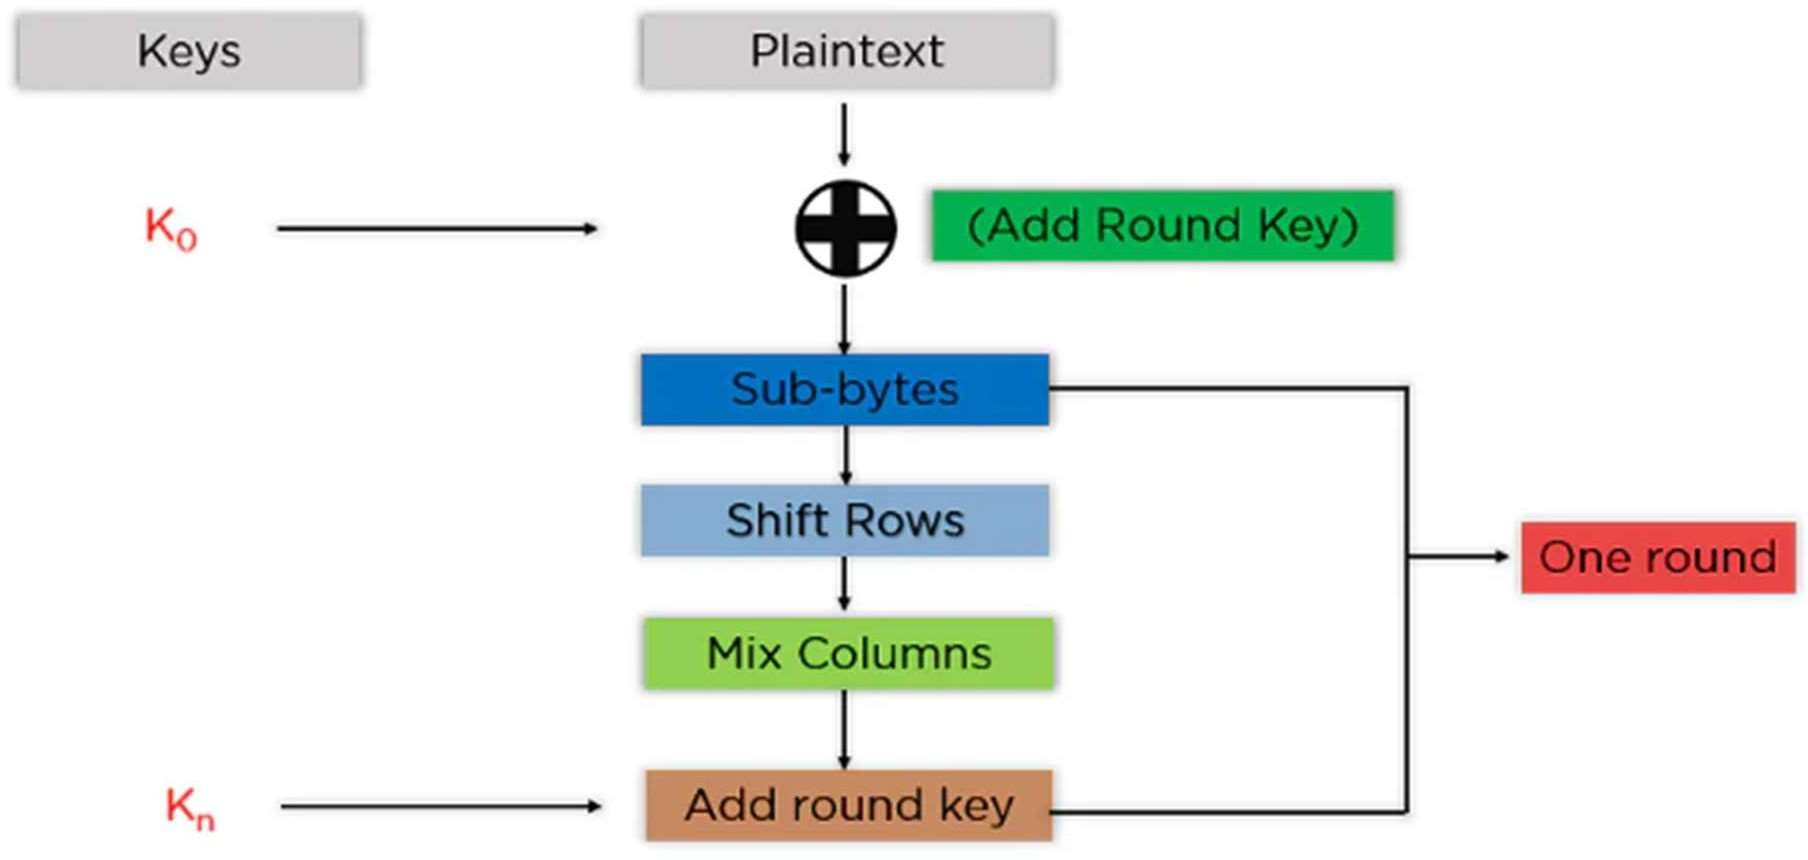 Keys
Plaintext
K₀
(Add Round Key)
Sub-bytes
Shift Rows
One round
Mix Columns
Kₙ
Add round key